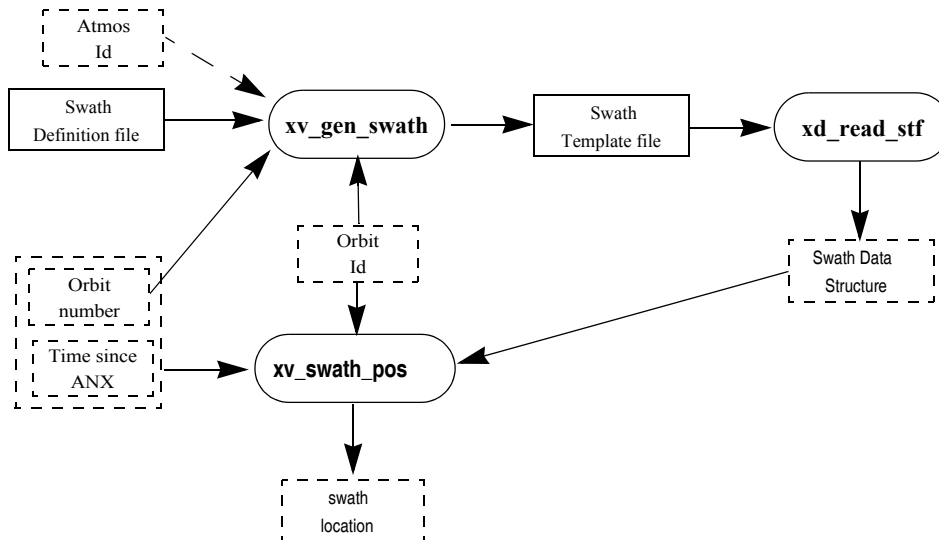 Atmos
Id
Swath
Definition file
xv_gen_swath
Swath
Template file
xd_read_stf
Orbit
Id
Swath Data
Structure
Orbit
number
Time since
ANX
xv_swath_pos
swath
location